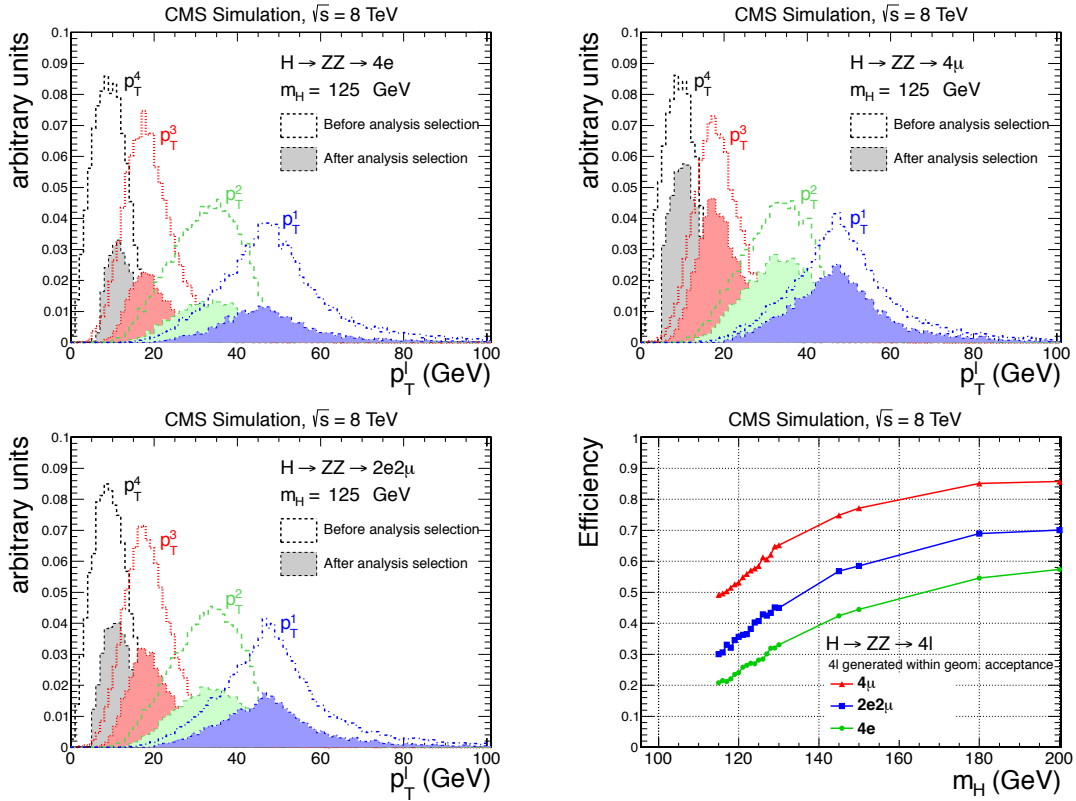 CMS Simulation, √s = 8 TeV
arbitrary units
0.1
0.09
0.08
0.07
0.06
0.05
0.04
0.03
0.02
0.01
0
H → ZZ → 4e
m_H = 125 GeV
Before analysis selection
After analysis selection
p_T^4
p_T^3
p_T^2
p_T^1
0 20 40 60 80 100
p_T^l (GeV)
CMS Simulation, √s = 8 TeV
arbitrary units
0.1
0.09
0.08
0.07
0.06
0.05
0.04
0.03
0.02
0.01
0
H → ZZ → 4μ
m_H = 125 GeV
Before analysis selection
After analysis selection
p_T^4
p_T^3
p_T^2
p_T^1
0 20 40 60 80 100
p_T^l (GeV)
CMS Simulation, √s = 8 TeV
arbitrary units
0.1
0.09
0.08
0.07
0.06
0.05
0.04
0.03
0.02
0.01
0
H → ZZ → 2e2μ
m_H = 125 GeV
Before analysis selection
After analysis selection
p_T^4
p_T^3
p_T^2
p_T^1
0 20 40 60 80 100
p_T^l (GeV)
CMS Simulation, √s = 8 TeV
Efficiency
1
0.9
0.8
0.7
0.6
0.5
0.4
0.3
0.2
0.1
0
H → ZZ → 4l
4l generated within geom. acceptance
4μ
2e2μ
4e
100 120 140 160 180 200
m_H (GeV)